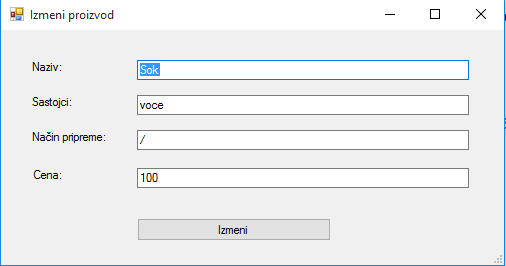 Izmeni proizvod
Naziv: Sok
Sastojci: voce
Način pripreme: /
Cena: 100
Izmeni